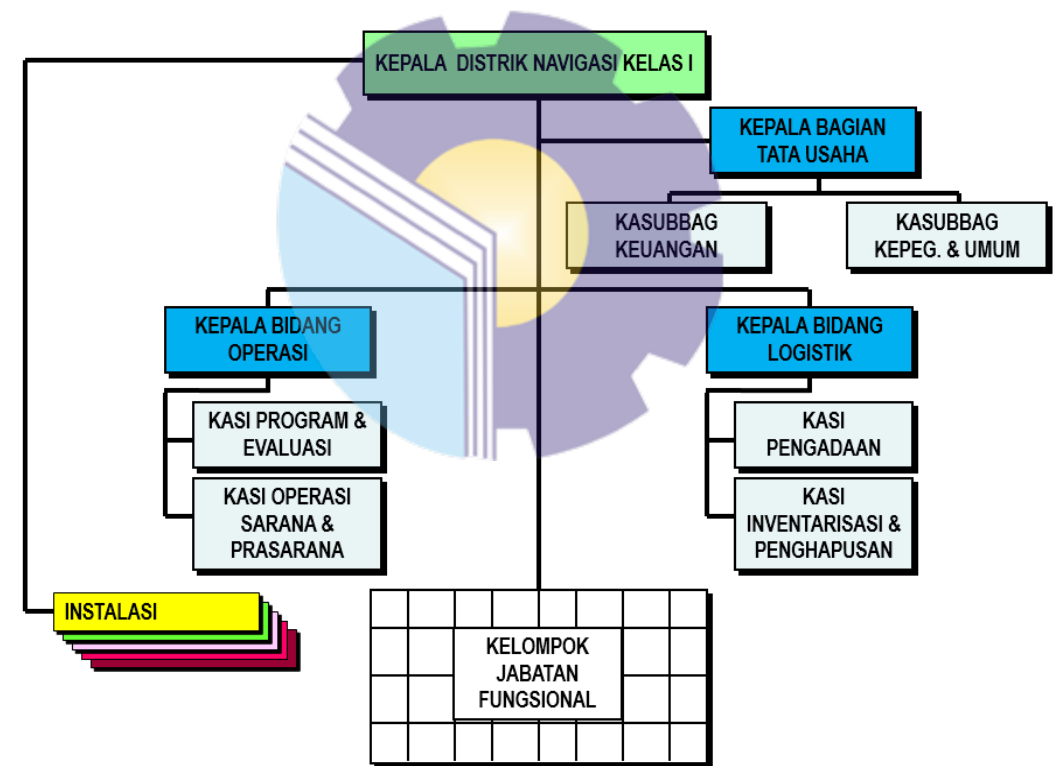 KEPALA DISTRIK NAVIGASI KELAS I
KEPALA BAGIAN
TATA USAHA
KASUBBAG
KEUANGAN
KASUBBAG
KEPEG. & UMUM
KEPALA BIDANG
OPERASI
KEPALA BIDANG
LOGISTIK
KASI PROGRAM &
EVALUASI
KASI
PENGADAAN
KASI OPERASI
SARANA &
PRASARANA
KASI
INVENTARISASI &
PENGHAPUSAN
INSTALASI
KELOMPOK
JABATAN
FUNGSIONAL